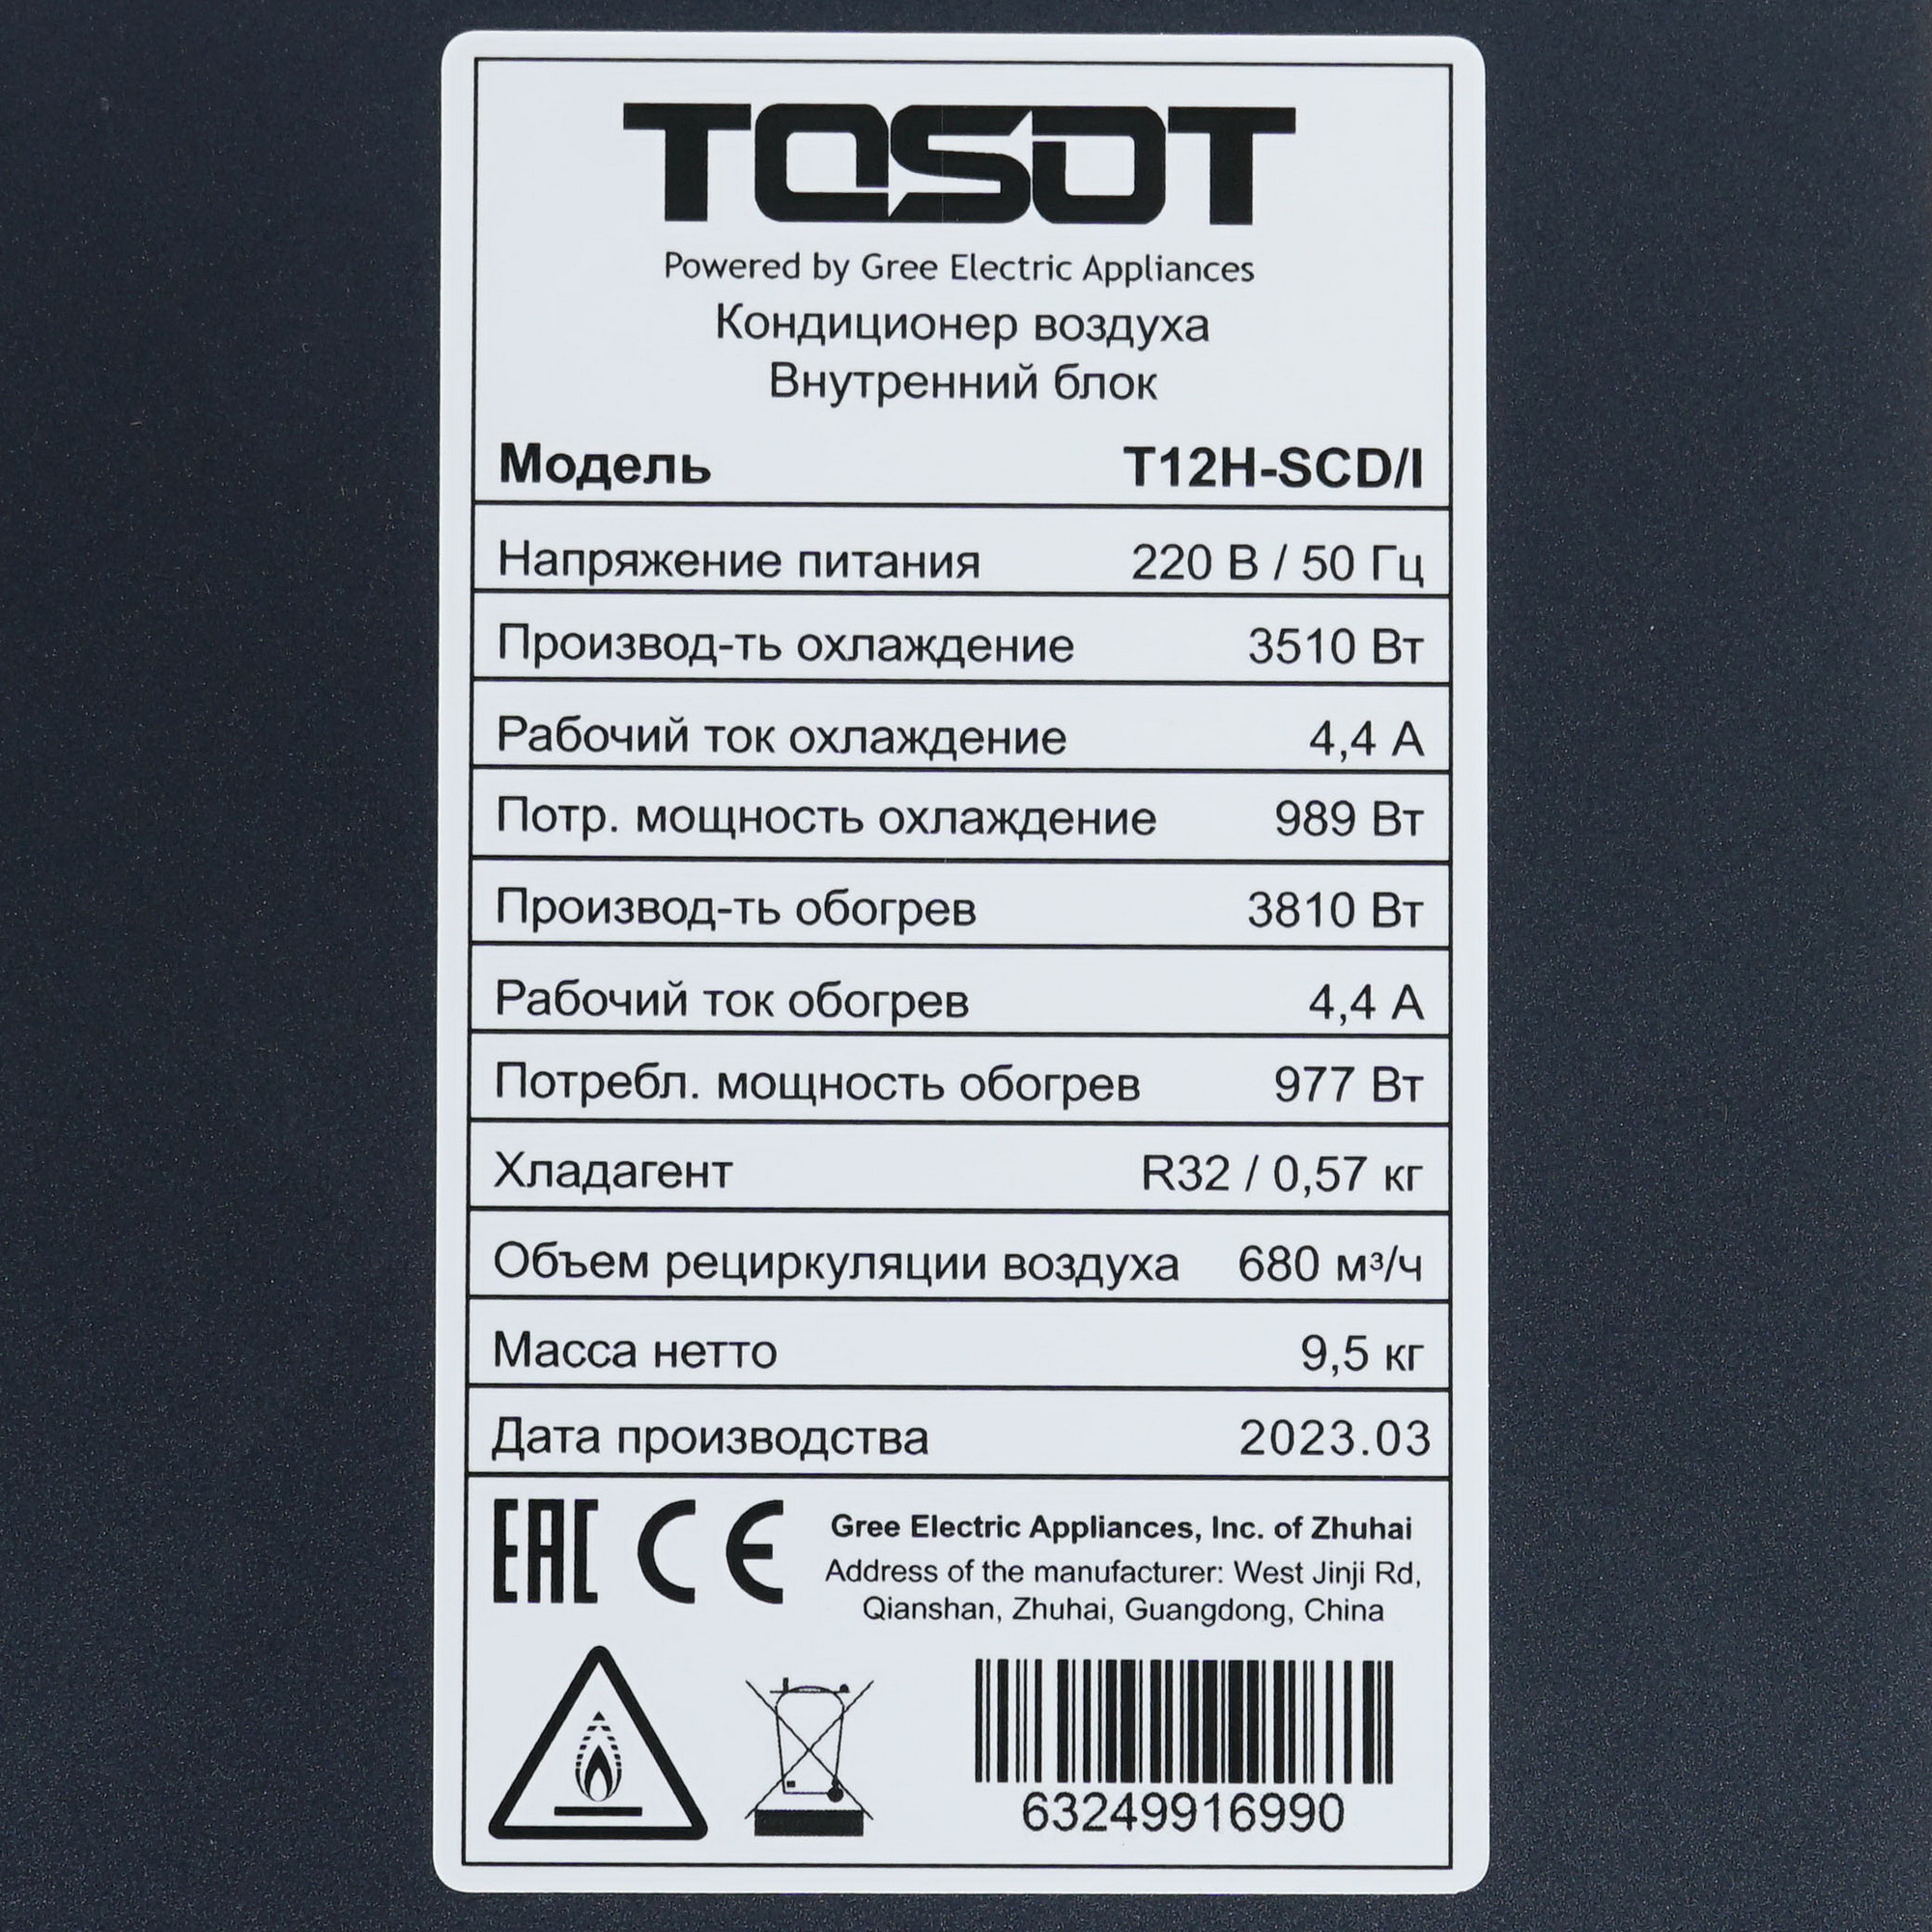 TOSOT
Powered by Gree Electric Appliances
Кондиционер воздуха
Внутренний блок
Модель T12H-SCD/I
Напряжение питания 220 В / 50 Гц
Производ-ть охлаждение 3510 Вт
Рабочий ток охлаждение 4,4 А
Потр. мощность охлаждение 989 Вт
Производ-ть обогрев 3810 Вт
Рабочий ток обогрев 4,4 А
Потребл. мощность обогрев 977 Вт
Хладагент R32 / 0,57 кг
Объем рециркуляции воздуха 680 м³/ч
Масса нетто 9,5 кг
Дата производства 2023.03
EAC CE
Gree Electric Appliances, Inc. of Zhuhai
Address of the manufacturer: West Jinji Rd,
Qianshan, Zhuhai, Guangdong, China
63249916990